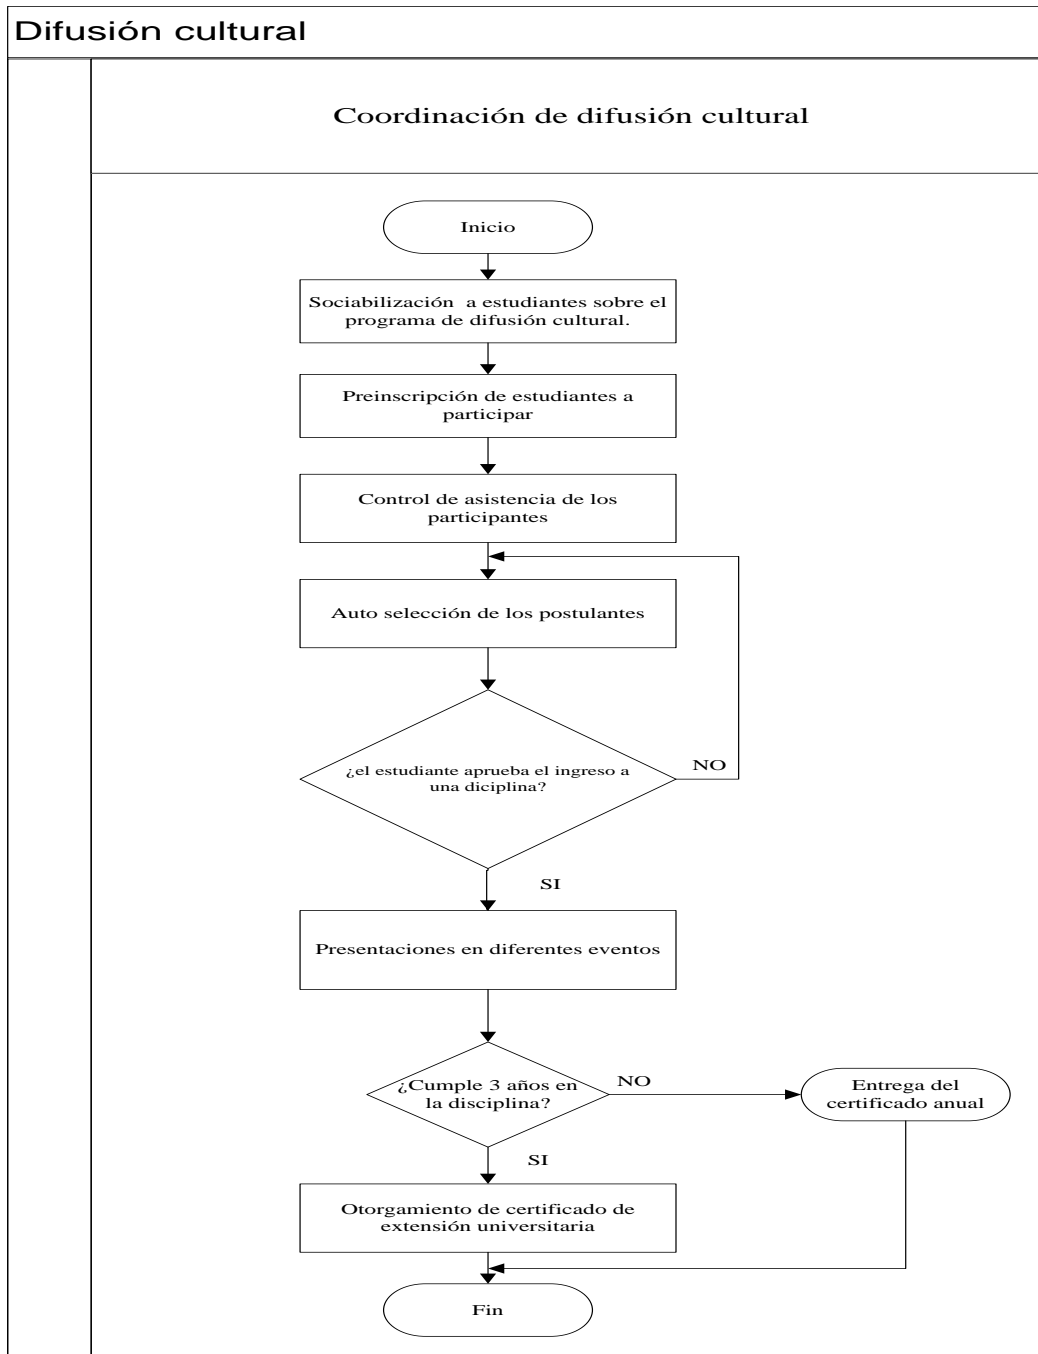 Difusión cultural
Coordinación de difusión cultural
Inicio
Sociabilización a estudiantes sobre el
programa de difusión cultural.
Preinscripción de estudiantes a
participar
Control de asistencia de los
participantes
Auto selección de los postulantes
¿el estudiante aprueba el ingreso a
una diciplina?
NO
SI
Presentaciones en diferentes eventos
¿Cumple 3 años en
la disciplina?
NO
Entrega del
certificado anual
SI
Otorgamiento de certificado de
extensión universitaria
Fin